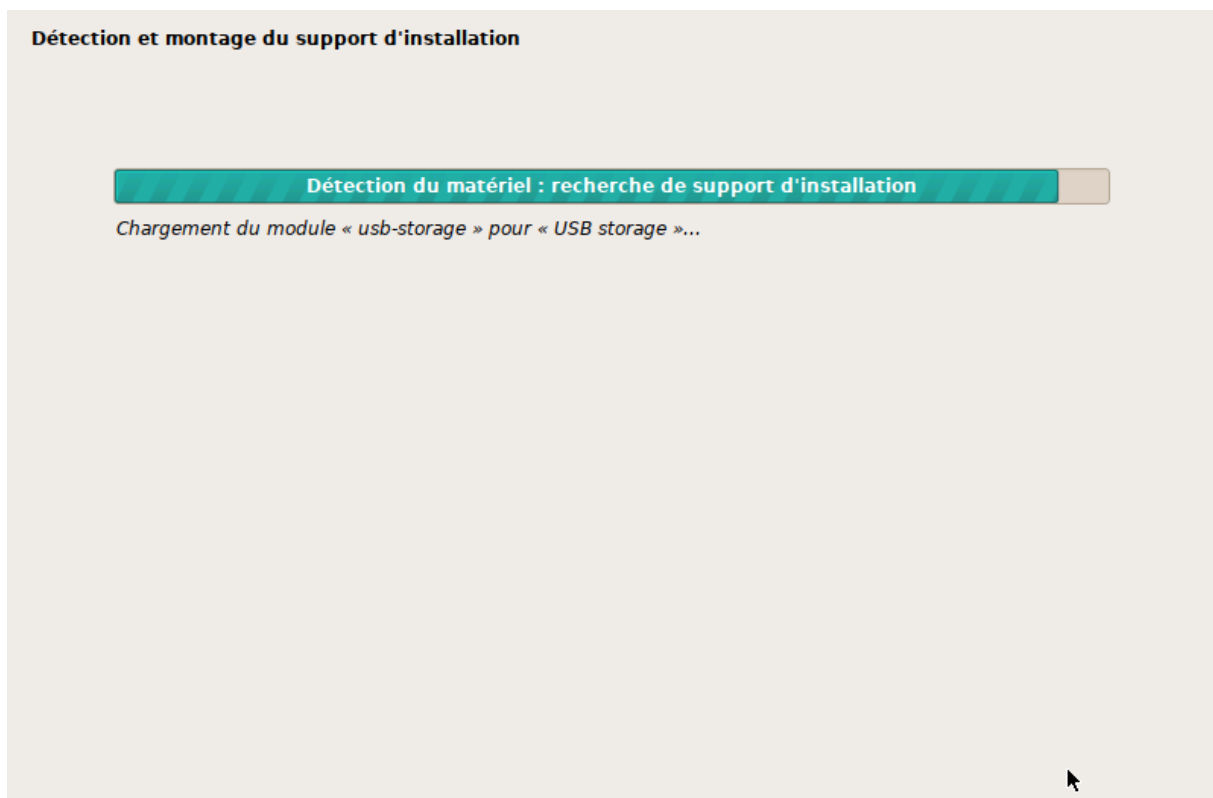 Détection et montage du support d'installation
Détection du matériel : recherche de support d'installation
Chargement du module « usb-storage » pour « USB storage »...